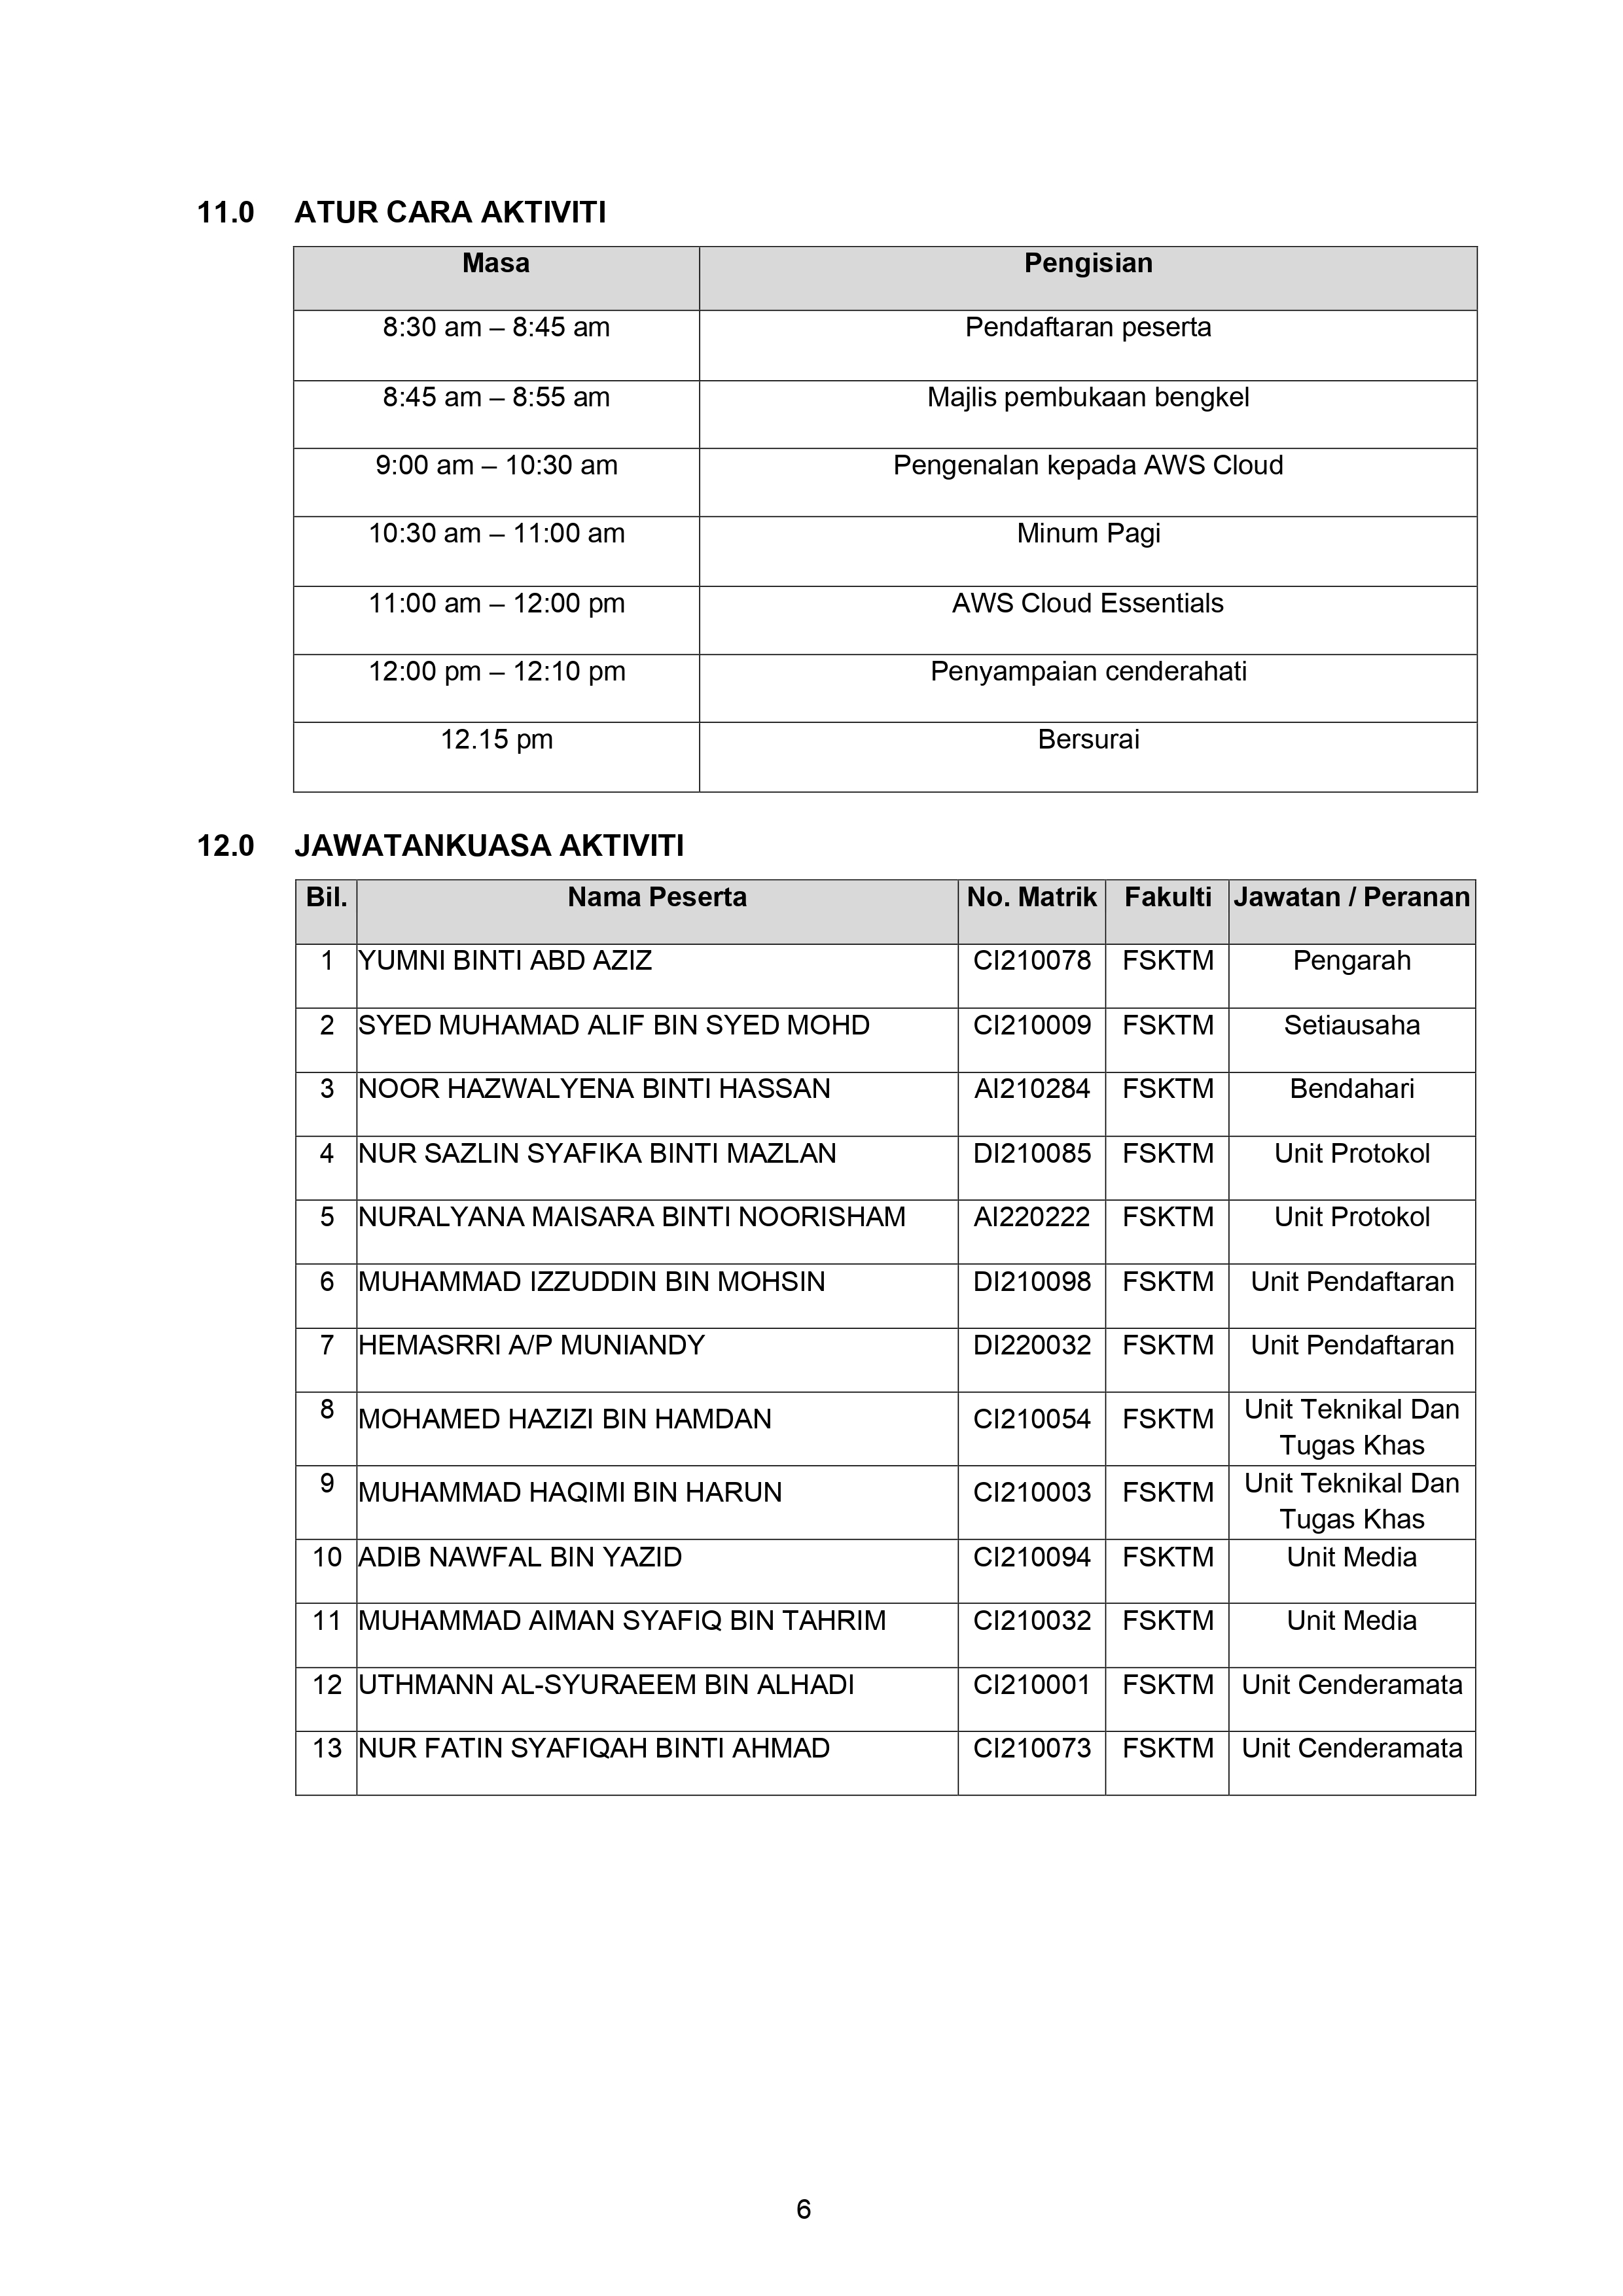 11.0 ATUR CARA AKTIVITI
Masa Pengisian
8:30 am – 8:45 am Pendaftaran peserta
8:45 am – 8:55 am Majlis pembukaan bengkel
9:00 am – 10:30 am Pengenalan kepada AWS Cloud
10:30 am – 11:00 am Minum Pagi
11:00 am – 12:00 pm AWS Cloud Essentials
12:00 pm – 12:10 pm Penyampaian cenderahati
12.15 pm Bersurai
12.0 JAWATANKUASA AKTIVITI
Bil. Nama Peserta No. Matrik Fakulti Jawatan / Peranan
1 YUMNI BINTI ABD AZIZ CI210078 FSKTM Pengarah
2 SYED MUHAMAD ALIF BIN SYED MOHD CI210009 FSKTM Setiausaha
3 NOOR HAZWALYENA BINTI HASSAN AI210284 FSKTM Bendahari
4 NUR SAZLIN SYAFIKA BINTI MAZLAN DI210085 FSKTM Unit Protokol
5 NURALYANA MAISARA BINTI NOORISHAM AI220222 FSKTM Unit Protokol
6 MUHAMMAD IZZUDDIN BIN MOHSIN DI210098 FSKTM Unit Pendaftaran
7 HEMASRRI A/P MUNIANDY DI220032 FSKTM Unit Pendaftaran
8 MOHAMED HAZIZI BIN HAMDAN CI210054 FSKTM Unit Teknikal Dan
Tugas Khas
9 MUHAMMAD HAQIMI BIN HARUN CI210003 FSKTM Unit Teknikal Dan
Tugas Khas
10 ADIB NAWFAL BIN YAZID CI210094 FSKTM Unit Media
11 MUHAMMAD AIMAN SYAFIQ BIN TAHRIM CI210032 FSKTM Unit Media
12 UTHMANN AL-SYURAEEM BIN ALHADI CI210001 FSKTM Unit Cenderamata
13 NUR FATIN SYAFIQAH BINTI AHMAD CI210073 FSKTM Unit Cenderamata
6